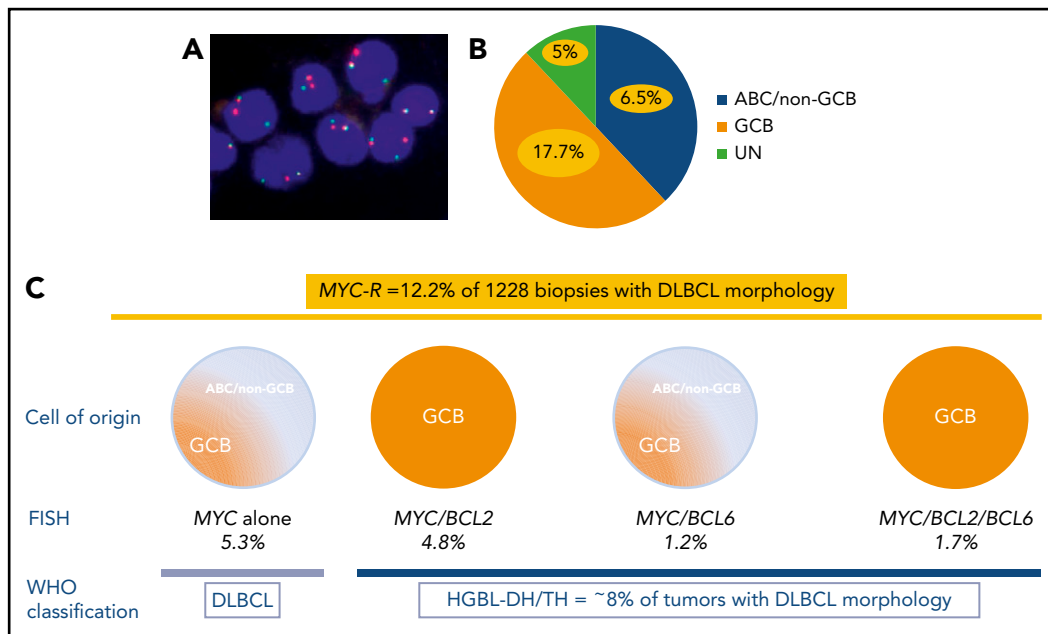 A
B
5%
6.5%
17.7%
ABC/non-GCB
GCB
UN
C
MYC-R =12.2% of 1228 biopsies with DLBCL morphology
Cell of origin
ABC/non-GCB
GCB
GCB
ABC/non-GCB
GCB
GCB
FISH
MYC alone
5.3%
MYC/BCL2
4.8%
MYC/BCL6
1.2%
MYC/BCL2/BCL6
1.7%
WHO
classification
DLBCL
HGBL-DH/TH = ~8% of tumors with DLBCL morphology